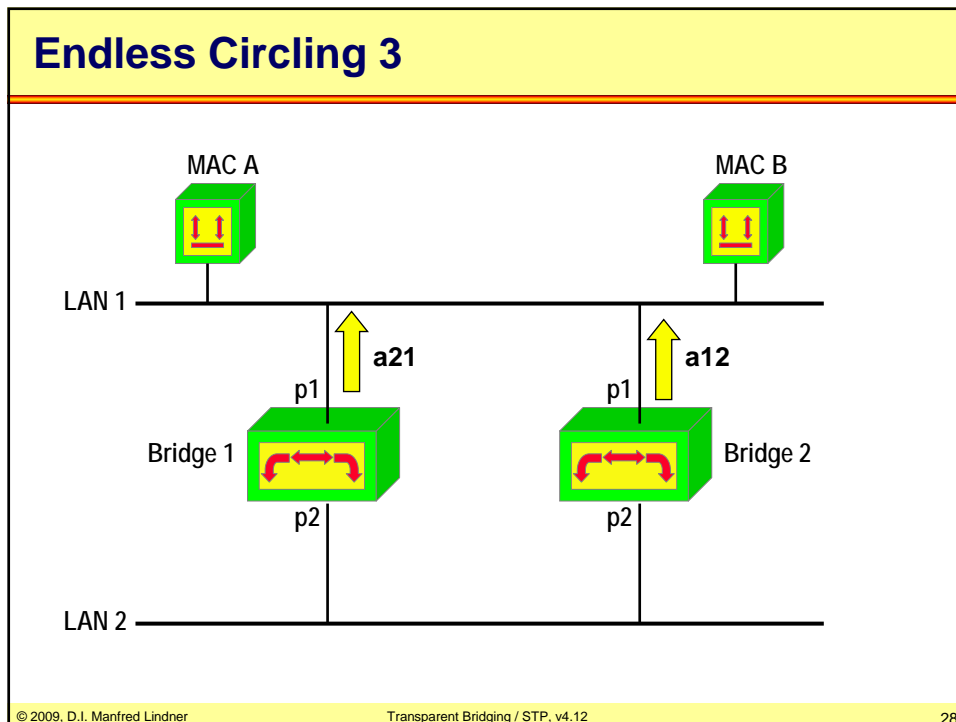 Endless Circling 3
MAC A
MAC B
LAN 1
a21
a12
p1
p1
Bridge 1
Bridge 2
p2
p2
LAN 2
© 2009, D.I. Manfred Lindner
Transparent Bridging / STP, v4.12
28